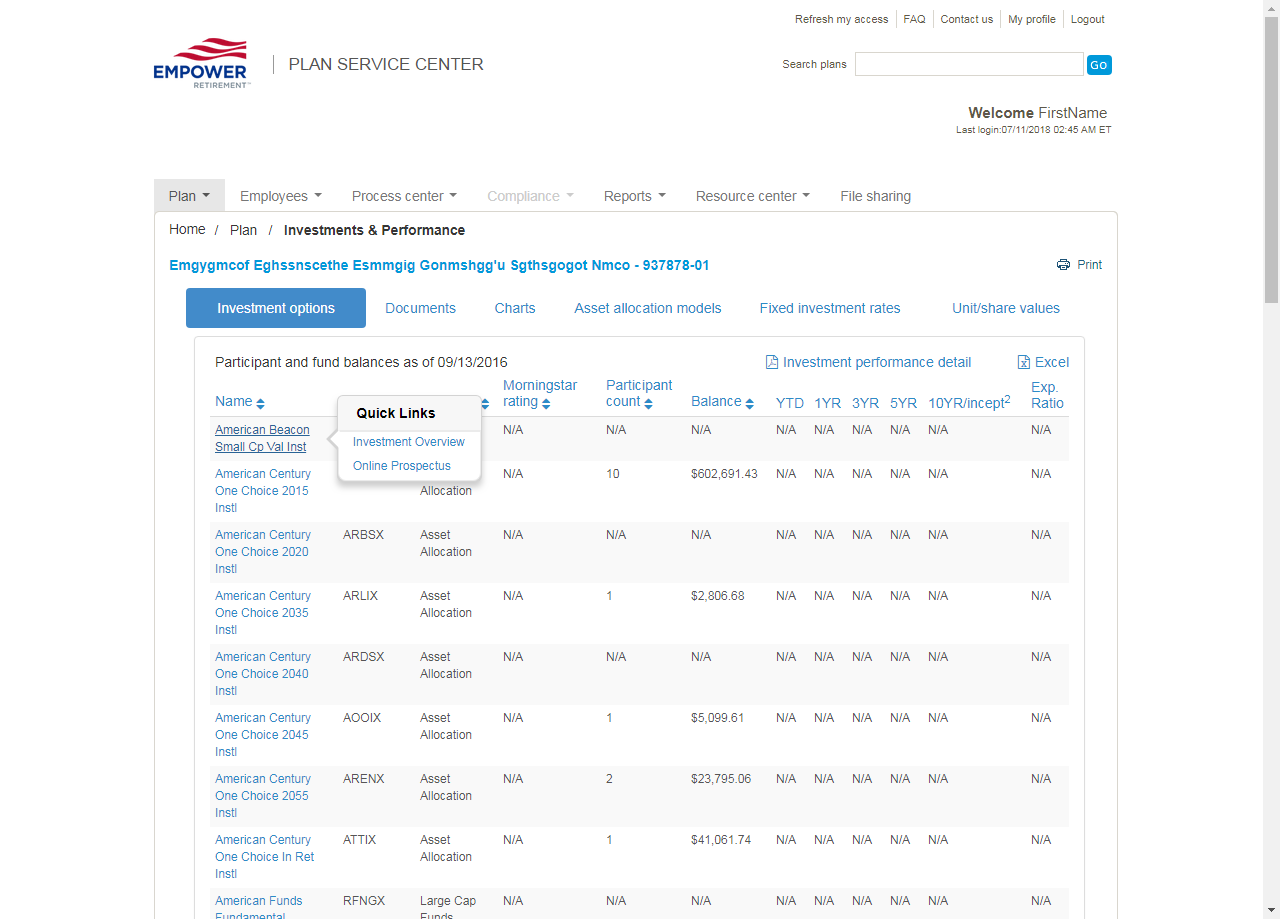 Refresh my access FAQ Contact us My profile Logout
EMPOWER
RETIREMENT™
PLAN SERVICE CENTER
Search plans Go
Welcome FirstName
Last login:07/11/2018 02:45 AM ET
Plan Employees Process center Compliance Reports Resource center File sharing
Home / Plan / Investments & Performance
Emgygmcof Eghssnscethe Esmmgig Gonmshgg'u Sgthsgogot Nmco - 937878-01 Print
Investment options Documents Charts Asset allocation models Fixed investment rates Unit/share values
Participant and fund balances as of 09/13/2016 Investment performance detail Excel
Name Morningstar rating Participant count Balance YTD 1YR 3YR 5YR 10YR/incept2 Exp. Ratio
Quick Links
Investment Overview
Online Prospectus
American Beacon N/A N/A N/A N/A N/A N/A N/A N/A N/A
Small Cp Val Inst
American Century N/A 10 $602,691.43 N/A N/A N/A N/A N/A N/A
One Choice 2015 Allocation
Instl
American Century ARBSX Asset N/A N/A N/A N/A N/A N/A N/A N/A N/A
One Choice 2020 Allocation
Instl
American Century ARLIX Asset N/A 1 $2,806.68 N/A N/A N/A N/A N/A N/A
One Choice 2035 Allocation
Instl
American Century ARDSX Asset N/A N/A N/A N/A N/A N/A N/A N/A N/A
One Choice 2040 Allocation
Instl
American Century AOOIX Asset N/A 1 $5,099.61 N/A N/A N/A N/A N/A N/A
One Choice 2045 Allocation
Instl
American Century ARENX Asset N/A 2 $23,795.06 N/A N/A N/A N/A N/A N/A
One Choice 2055 Allocation
Instl
American Century ATTIX Asset N/A 1 $41,061.74 N/A N/A N/A N/A N/A N/A
One Choice In Ret Allocation
Instl
American Funds RFNGX Large Cap N/A N/A N/A N/A N/A N/A N/A N/A N/A
Fundamental Funds